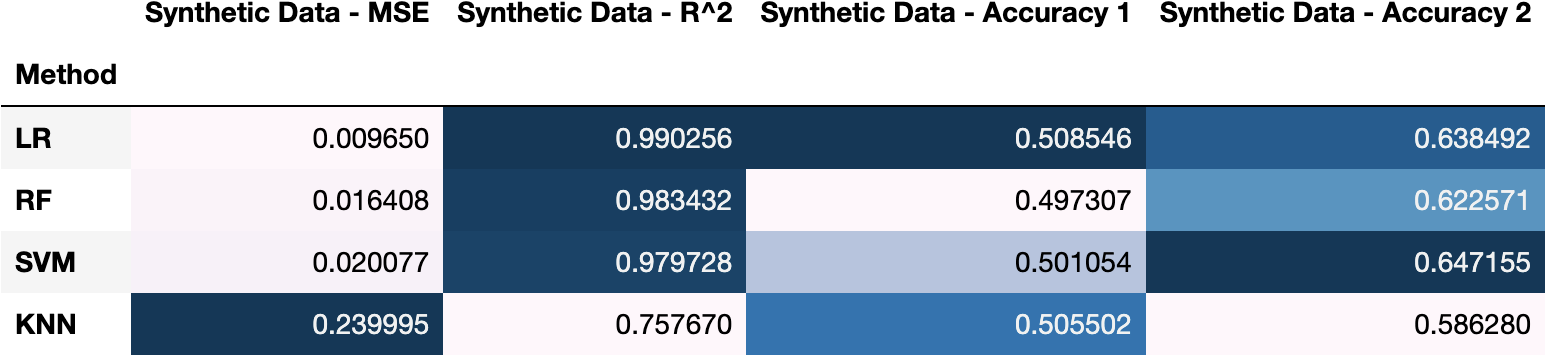 Synthetic Data - MSE Synthetic Data - R^2 Synthetic Data - Accuracy 1 Synthetic Data - Accuracy 2
Method
LR 0.009650 0.990256 0.508546 0.638492
RF 0.016408 0.983432 0.497307 0.622571
SVM 0.020077 0.979728 0.501054 0.647155
KNN 0.239995 0.757670 0.505502 0.586280